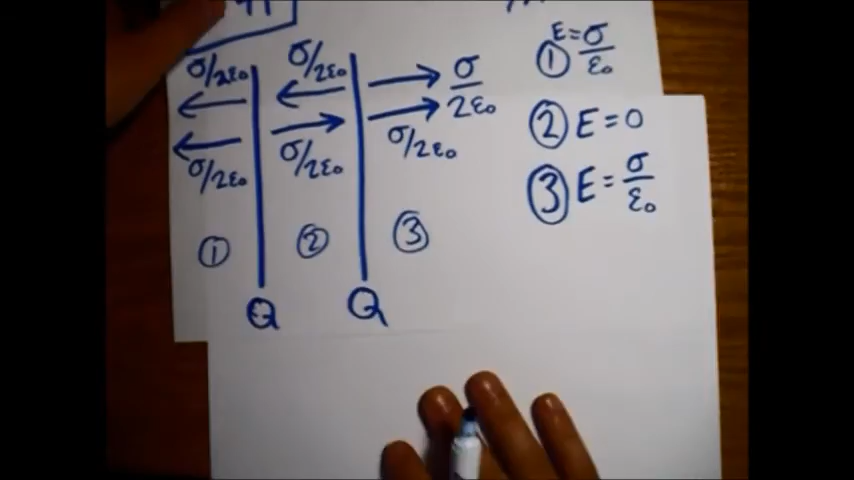 σ/2ε₀ σ/2ε₀ σ/2ε₀
σ/2ε₀ σ/2ε₀ σ/2ε₀
① ② ③
Q Q
① E = σ/ε₀
② E = 0
③ E = σ/ε₀